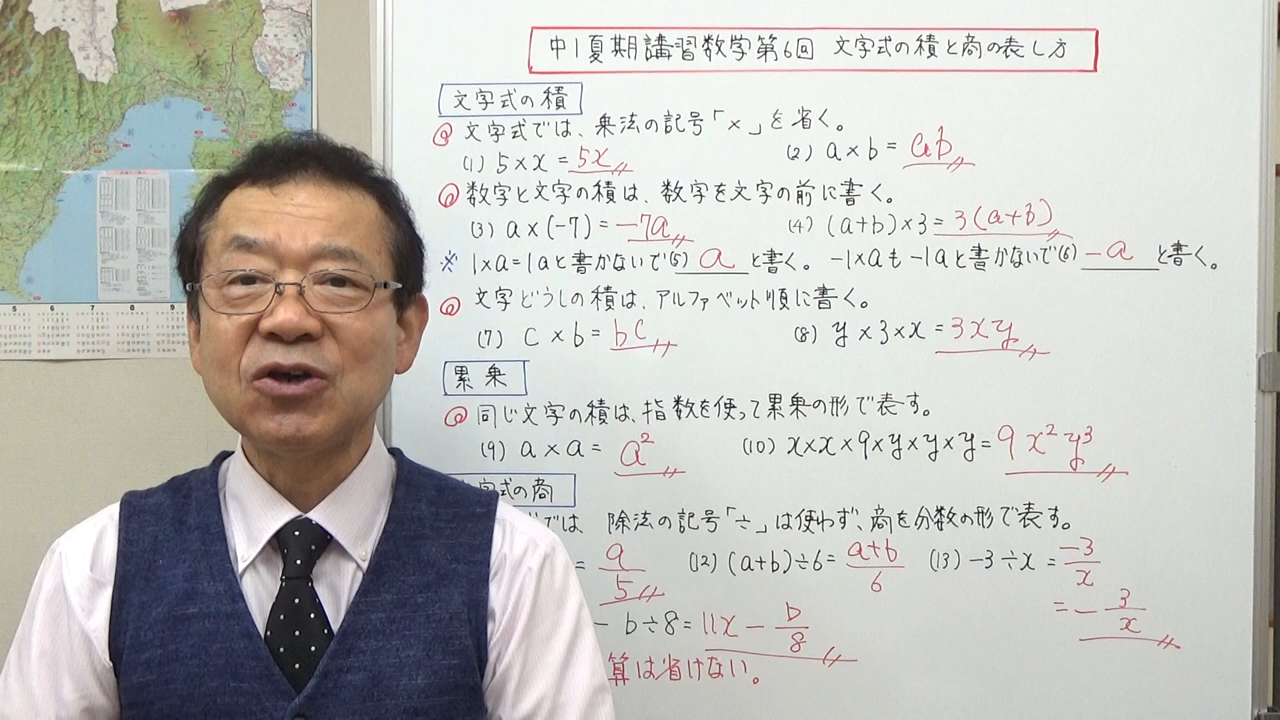 中1夏期講習数学第6回 文字式の積と商の表し方
文字式の積
◎ 文字式では、乗法の記号「×」を省く。
(1) 5×x = 5x (2) a×b = ab
◎ 数字と文字の積は、数字を文字の前に書く。
(3) a×(-7) = -7a (4) (a+b)×3 = 3(a+b)
※ 1×a=1aと書かないで(5) a と書く。 -1×aも-1aと書かないで(6) -a と書く。
◎ 文字どうしの積は、アルファベット順に書く。
(7) c×b = bc (8) y×3×x = 3xy
累乗
◎ 同じ文字の積は、指数を使って累乗の形で表す。
(9) a×a = a² (10) x×x×9×y×y×y = 9x²y³
字式の商
では、除法の記号「÷」は使わず、商を分数の形で表す。
= a/5 (12) (a+b)÷6 = (a+b)/6 (13) -3÷x = -3/x
= -3/x
- b÷8 = 11x - b/8
算は省けない。
5 6 7 8 9